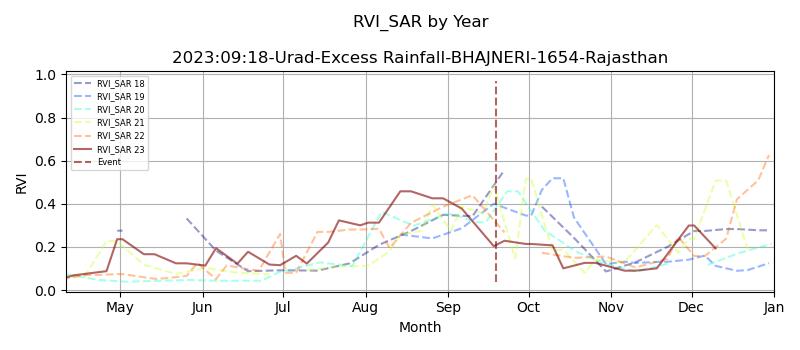 RVI_SAR by Year
2023:09:18-Urad-Excess Rainfall-BHAJNERI-1654-Rajasthan
1.0
0.8
0.6
0.4
0.2
0.0
RVI
RVI_SAR 18
RVI_SAR 19
RVI_SAR 20
RVI_SAR 21
RVI_SAR 22
RVI_SAR 23
Event
May Jun Jul Aug Sep Oct Nov Dec Jan
Month